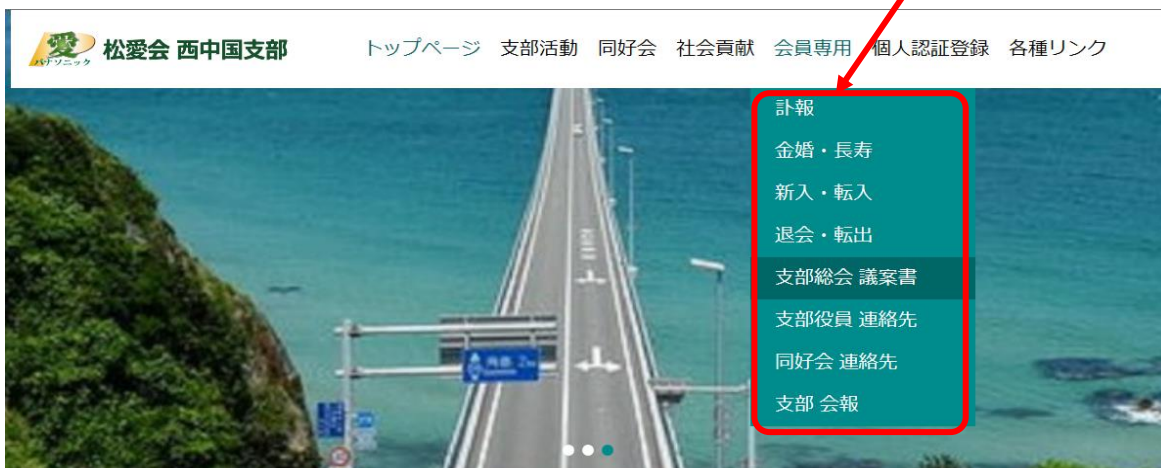 愛
パナソニック
松愛会 西中国支部
トップページ 支部活動 同好会 社会貢献 会員専用 個人認証登録 各種リンク
訃報
金婚・長寿
新入・転入
退会・転出
支部総会 議案書
支部役員 連絡先
同好会 連絡先
支部 会報